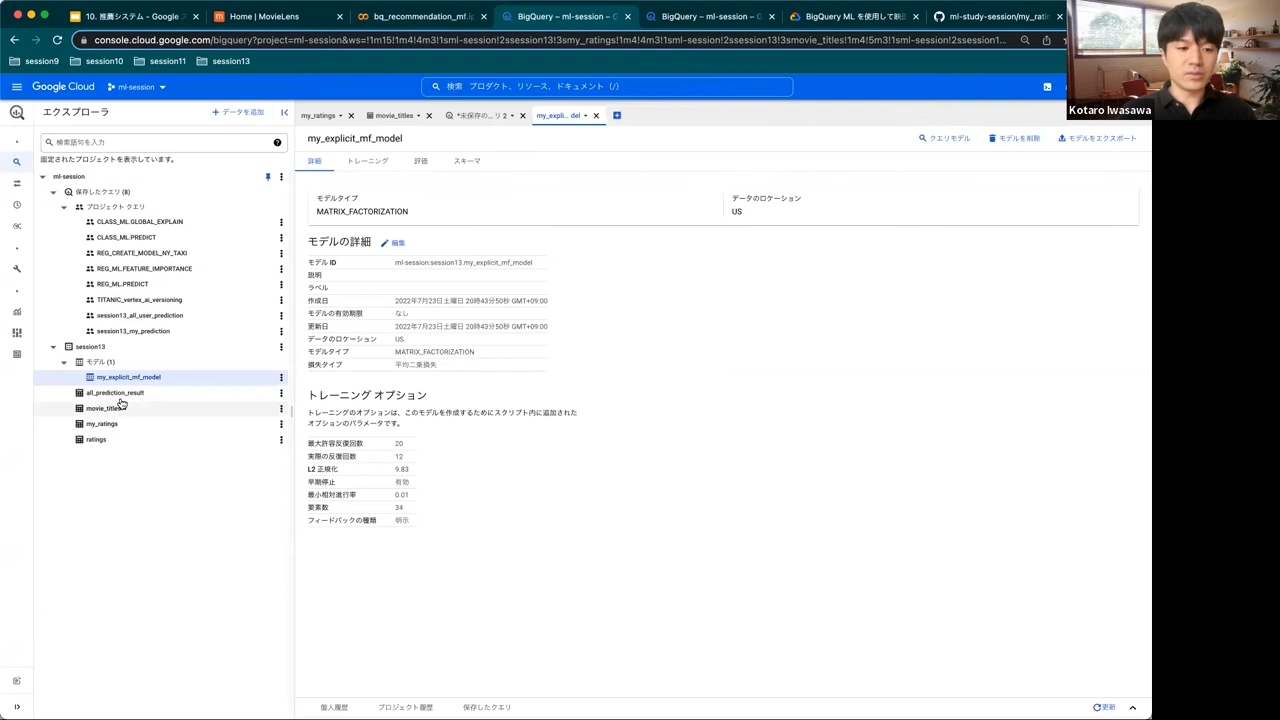 10. 推薦システム - Google ス
Home | MovieLens
bq_recommendation_mf.ip
BigQuery – ml-session – G
BigQuery – ml-session – G
BigQuery ML を使用して映
ml-study-session/my_ratin
console.cloud.google.com/bigquery?project=ml-session&ws=!1m15!1m4!4m3!1sml-session!2ssession13!3smy_ratings!1m4!4m3!1sml-session!2ssession13!3smovie_titles!1m4!5m3!1sml-session!2ssession1...
session9
session10
session11
session13
Google Cloud
ml-session
検索 プロダクト、リソース、ドキュメント (/)
Kotaro Iwasawa
エクスプローラ
データを追加
検索語句を入力
固定されたプロジェクトを表示しています。
ml-session
保存したクエリ (8)
プロジェクト クエリ
CLASS_ML.GLOBAL_EXPLAIN
CLASS_ML.PREDICT
REG_CREATE_MODEL_NY_TAXI
REG_ML.FEATURE_IMPORTANCE
REG_ML.PREDICT
TITANIC_vertex_ai_versioning
session13_all_user_prediction
session13_my_prediction
session13
モデル (1)
my_explicit_mf_model
all_prediction_result
movie_titles
my_ratings
ratings
my_ratings
movie_titles
*未保存の... リ 2
my_expli... del
my_explicit_mf_model
クエリモデル
モデルを削除
モデルをエクスポート
詳細
トレーニング
評価
スキーマ
モデルタイプ
MATRIX_FACTORIZATION
データのロケーション
US
モデルの詳細
編集
モデル ID ml-session:session13.my_explicit_mf_model
説明
ラベル
作成日 2022年7月23日土曜日 20時43分50秒 GMT+09:00
モデルの有効期限 なし
更新日 2022年7月23日土曜日 20時43分50秒 GMT+09:00
データのロケーション US
モデルタイプ MATRIX_FACTORIZATION
損失タイプ 平均二乗損失
トレーニング オプション
トレーニングのオプションは、このモデルを作成するためにスクリプト内に追加された
オプションのパラメータです。
最大許容反復回数 20
実際の反復回数 12
L2 正規化 9.83
早期停止 有効
最小相対進行率 0.01
要素数 34
フィードバックの種類 明示
個人履歴
プロジェクト履歴
保存したクエリ
更新